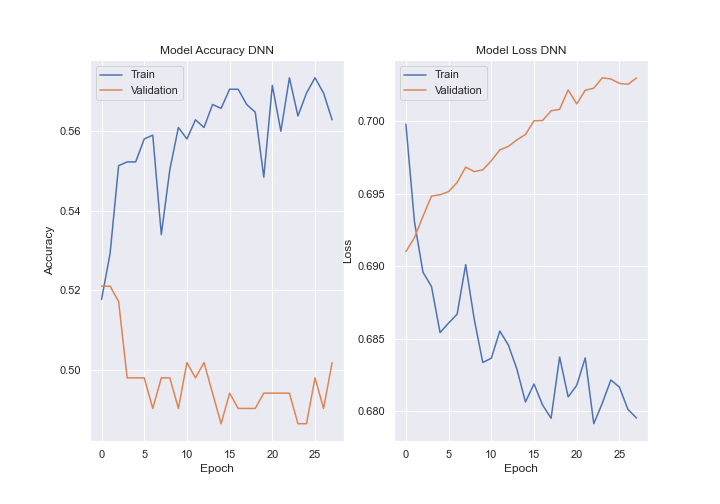 Model Accuracy DNN
Train
Validation
0.56
0.54
0.52
0.50
Accuracy
0 5 10 15 20 25
Epoch
Model Loss DNN
Train
Validation
0.700
0.695
0.690
0.685
0.680
Loss
0 5 10 15 20 25
Epoch